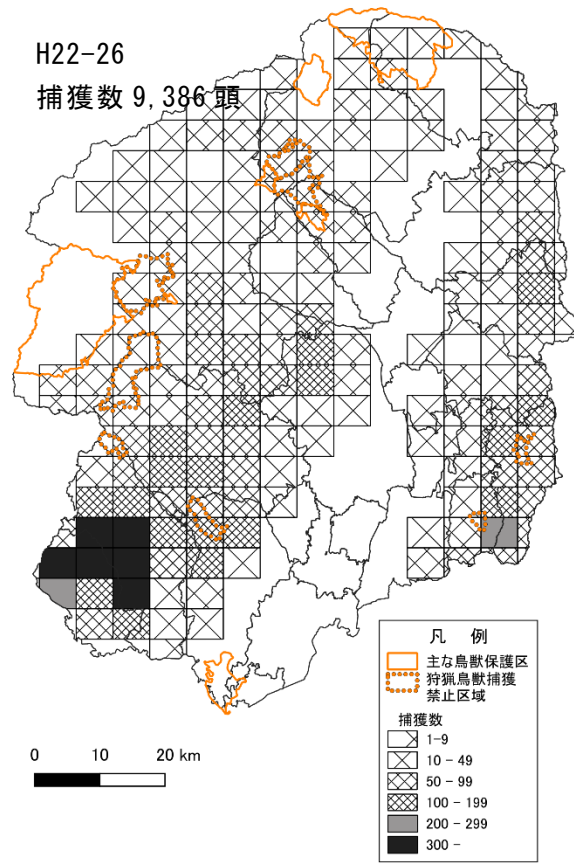 H22-26
捕獲数 9,386 頭
凡 例
主な鳥獣保護区
狩猟鳥獣捕獲
禁止区域
捕獲数
1-9
10 - 49
50 - 99
100 - 199
200 - 299
300 -
0 10 20 km